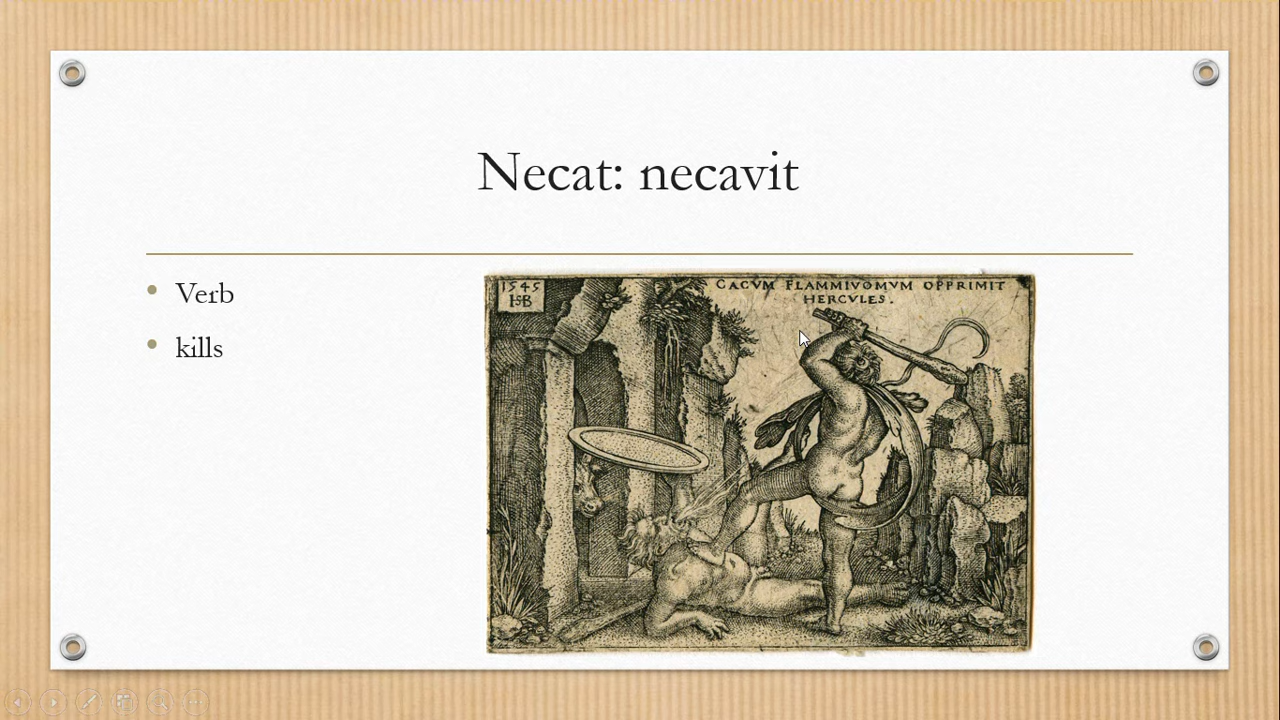 Necat: necavit
Verb
kills
1545
HSB
CACVM FLAMMIVOMVM OPPRIMIT
HERCVLES.